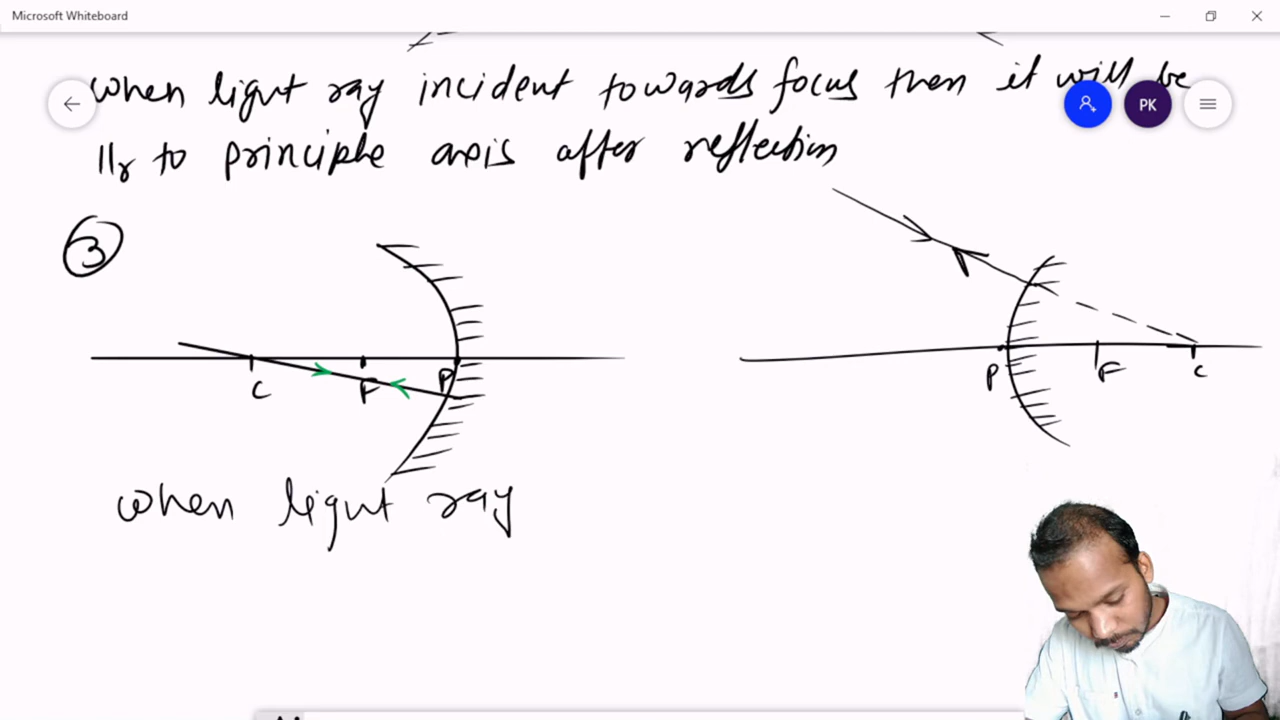 Microsoft Whiteboard
PK
when light ray incident towards focus then it will be
||r to principle axis after reflection
3
C F P
P F C
when light ray